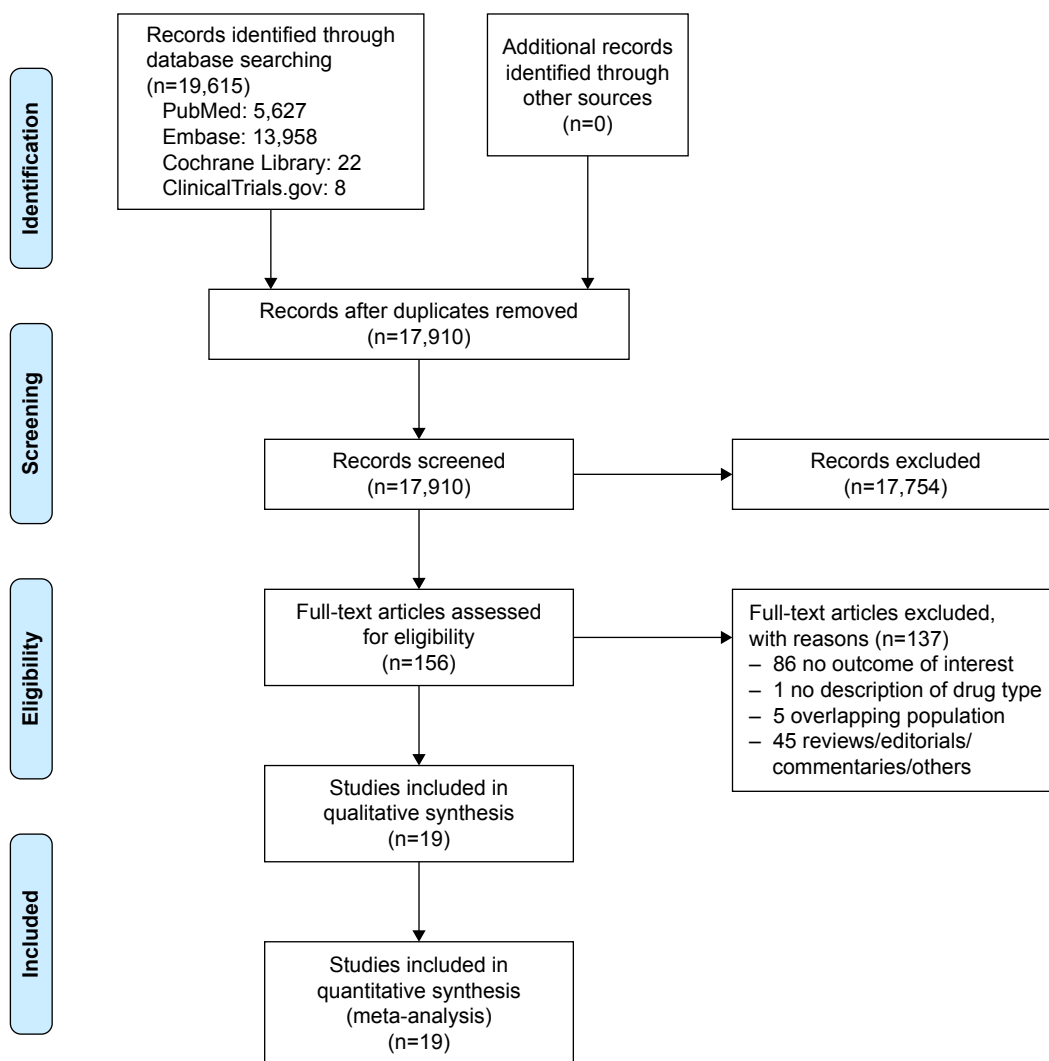 Identification
Records identified through
database searching
(n=19,615)
PubMed: 5,627
Embase: 13,958
Cochrane Library: 22
ClinicalTrials.gov: 8
Additional records
identified through
other sources
(n=0)
Records after duplicates removed
(n=17,910)
Screening
Records screened
(n=17,910)
Records excluded
(n=17,754)
Eligibility
Full-text articles assessed
for eligibility
(n=156)
Full-text articles excluded,
with reasons (n=137)
– 86 no outcome of interest
– 1 no description of drug type
– 5 overlapping population
– 45 reviews/editorials/
commentaries/others
Studies included in
qualitative synthesis
(n=19)
Included
Studies included in
quantitative synthesis
(meta-analysis)
(n=19)